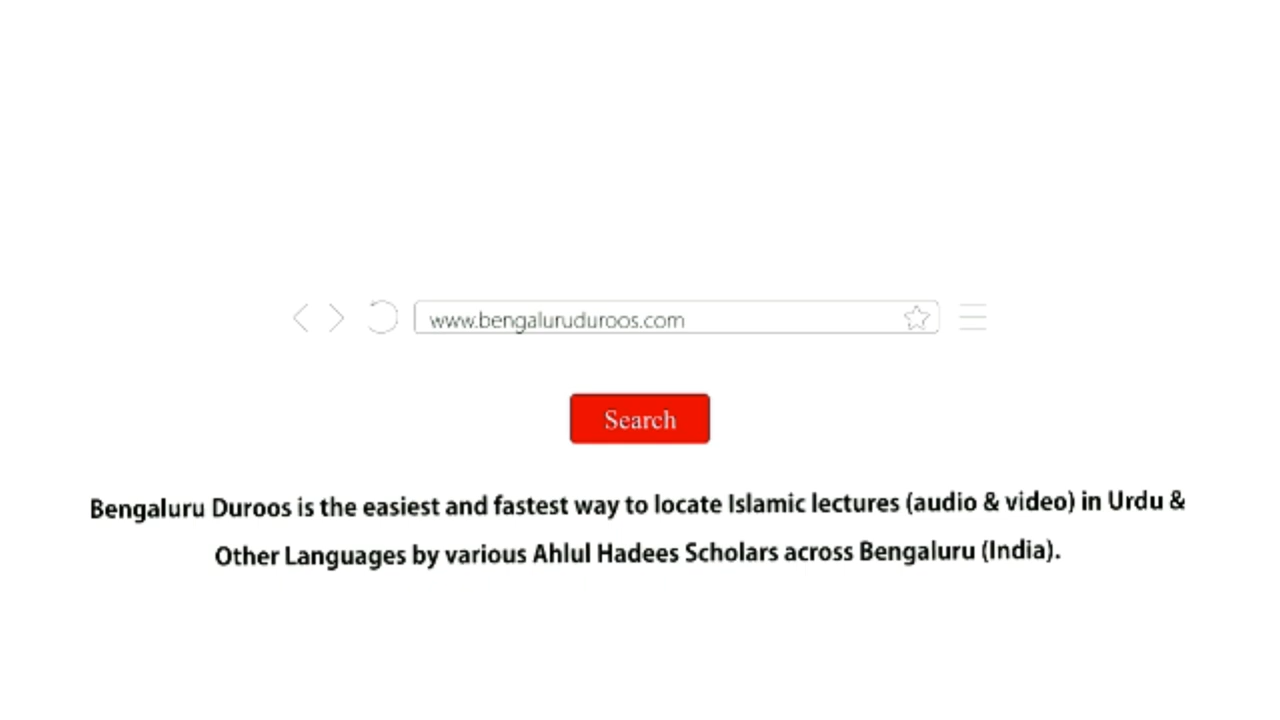 www.bengaluruduroos.com
Search
Bengaluru Duroos is the easiest and fastest way to locate Islamic lectures (audio & video) in Urdu &
Other Languages by various Ahlul Hadees Scholars across Bengaluru (India).